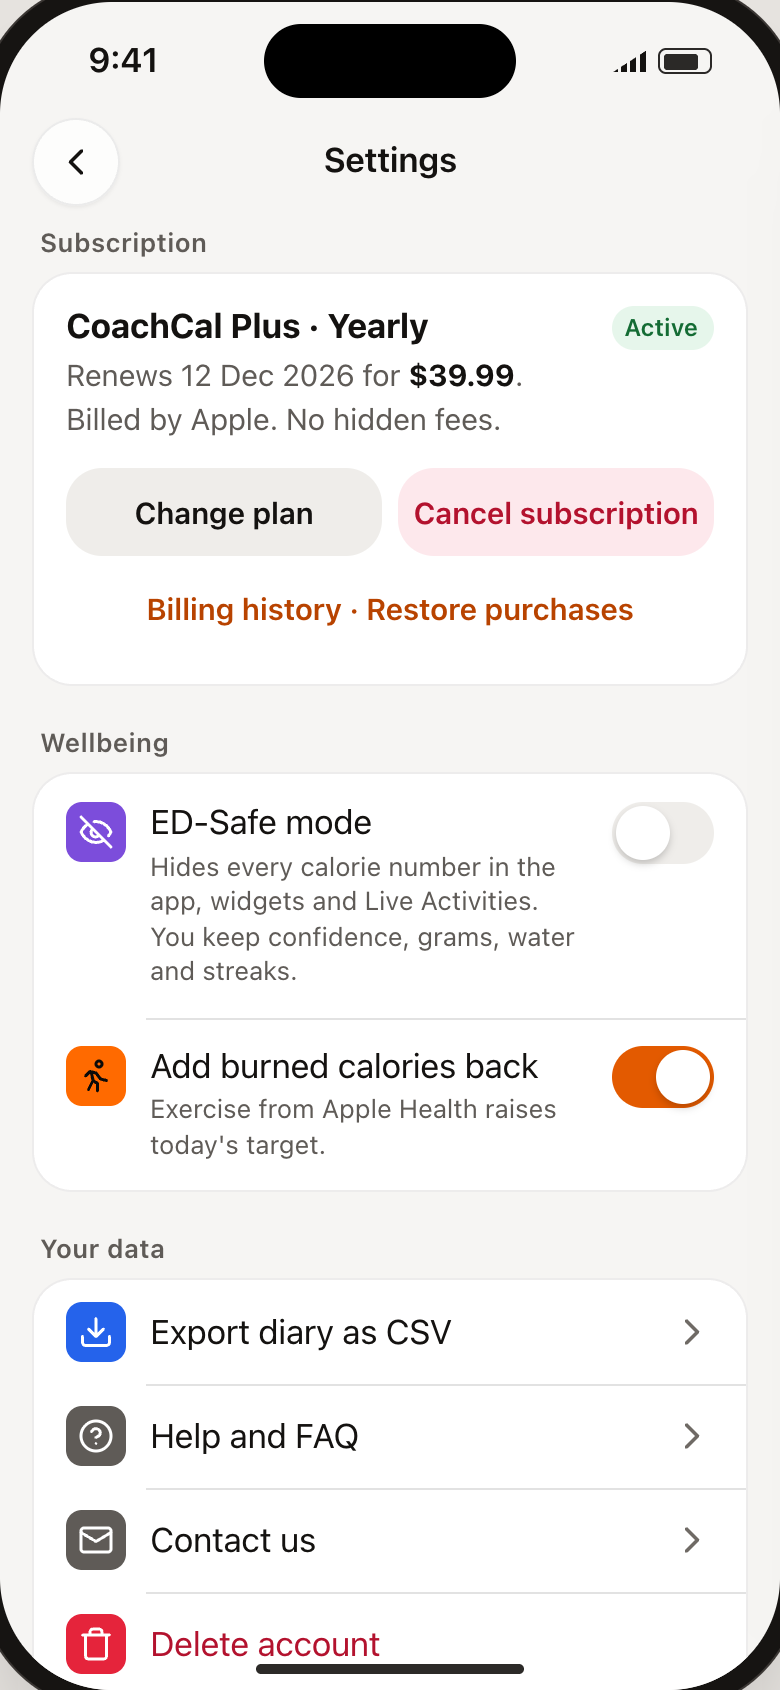 9:41
Settings
Subscription
CoachCal Plus · Yearly
Active
Renews 12 Dec 2026 for $39.99.
Billed by Apple. No hidden fees.
Change plan
Cancel subscription
Billing history · Restore purchases
Wellbeing
ED-Safe mode
Hides every calorie number in the
app, widgets and Live Activities.
You keep confidence, grams, water
and streaks.
Add burned calories back
Exercise from Apple Health raises
today's target.
Your data
Export diary as CSV
Help and FAQ
Contact us
Delete account